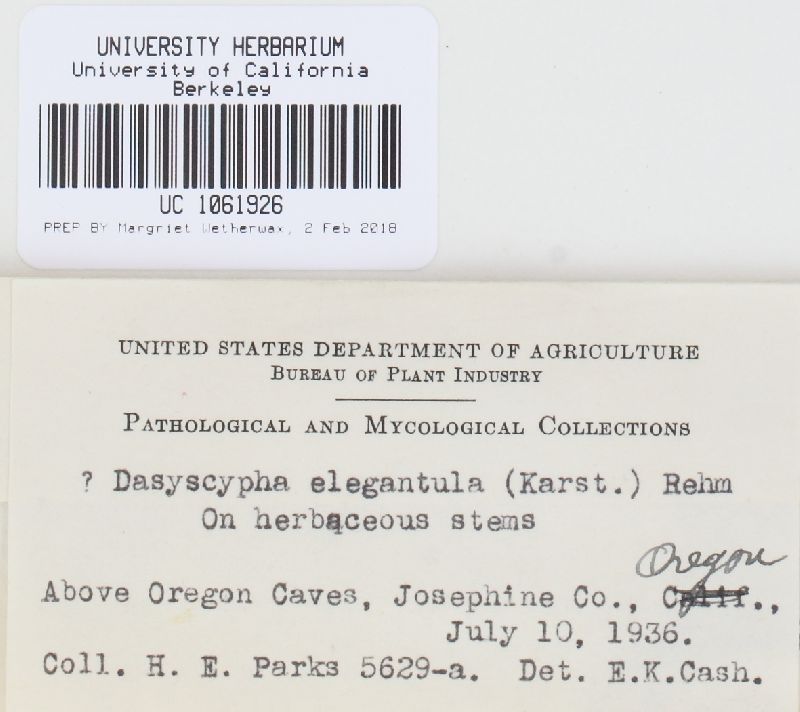 UNIVERSITY HERBARIUM
University of California
Berkeley
UC 1061926
PREP BY Margriet Wetherwax, 2 Feb 2018
UNITED STATES DEPARTMENT OF AGRICULTURE
BUREAU OF PLANT INDUSTRY
PATHOLOGICAL AND MYCOLOGICAL COLLECTIONS
? Dasyscypha elegantula (Karst.) Rehm
On herbaceous stems
Oregon
Above Oregon Caves, Josephine Co., Calif.,
July 10, 1936.
Coll. H. E. Parks 5629-a. Det. E.K.Cash.